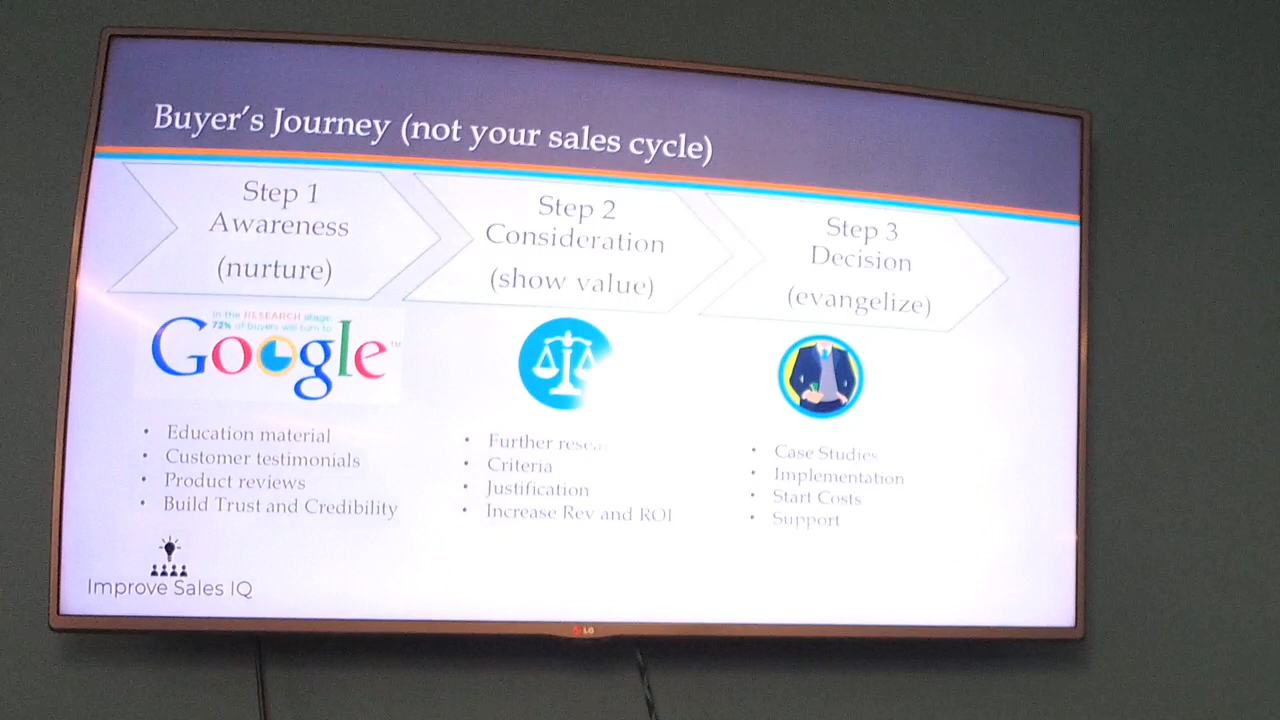 Buyer's Journey (not your sales cycle)
Step 1
Awareness
(nurture)
Step 2
Consideration
(show value)
Step 3
Decision
(evangelize)
in the RESEARCH stage
72% of buyers will turn to
Google™
• Education material
• Customer testimonials
• Product reviews
• Build Trust and Credibility
• Further
• Criteria
• Justification
• Increase Rev and ROI
• Case Studies
• Implementation
• Start Costs
• Support
Improve Sales IQ
LG